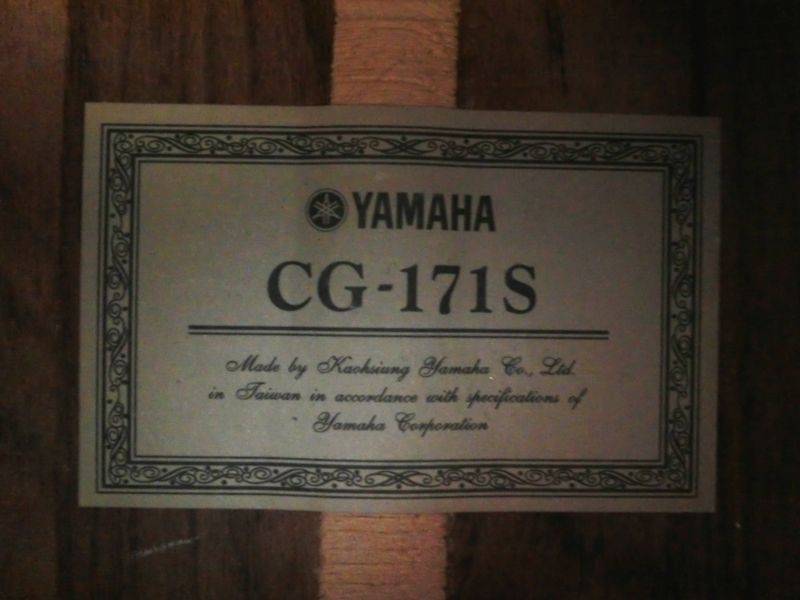 YAMAHA
CG-171S
Made by Kaohsiung Yamaha Co., Ltd.
in Taiwan in accordance with specifications of
Yamaha Corporation